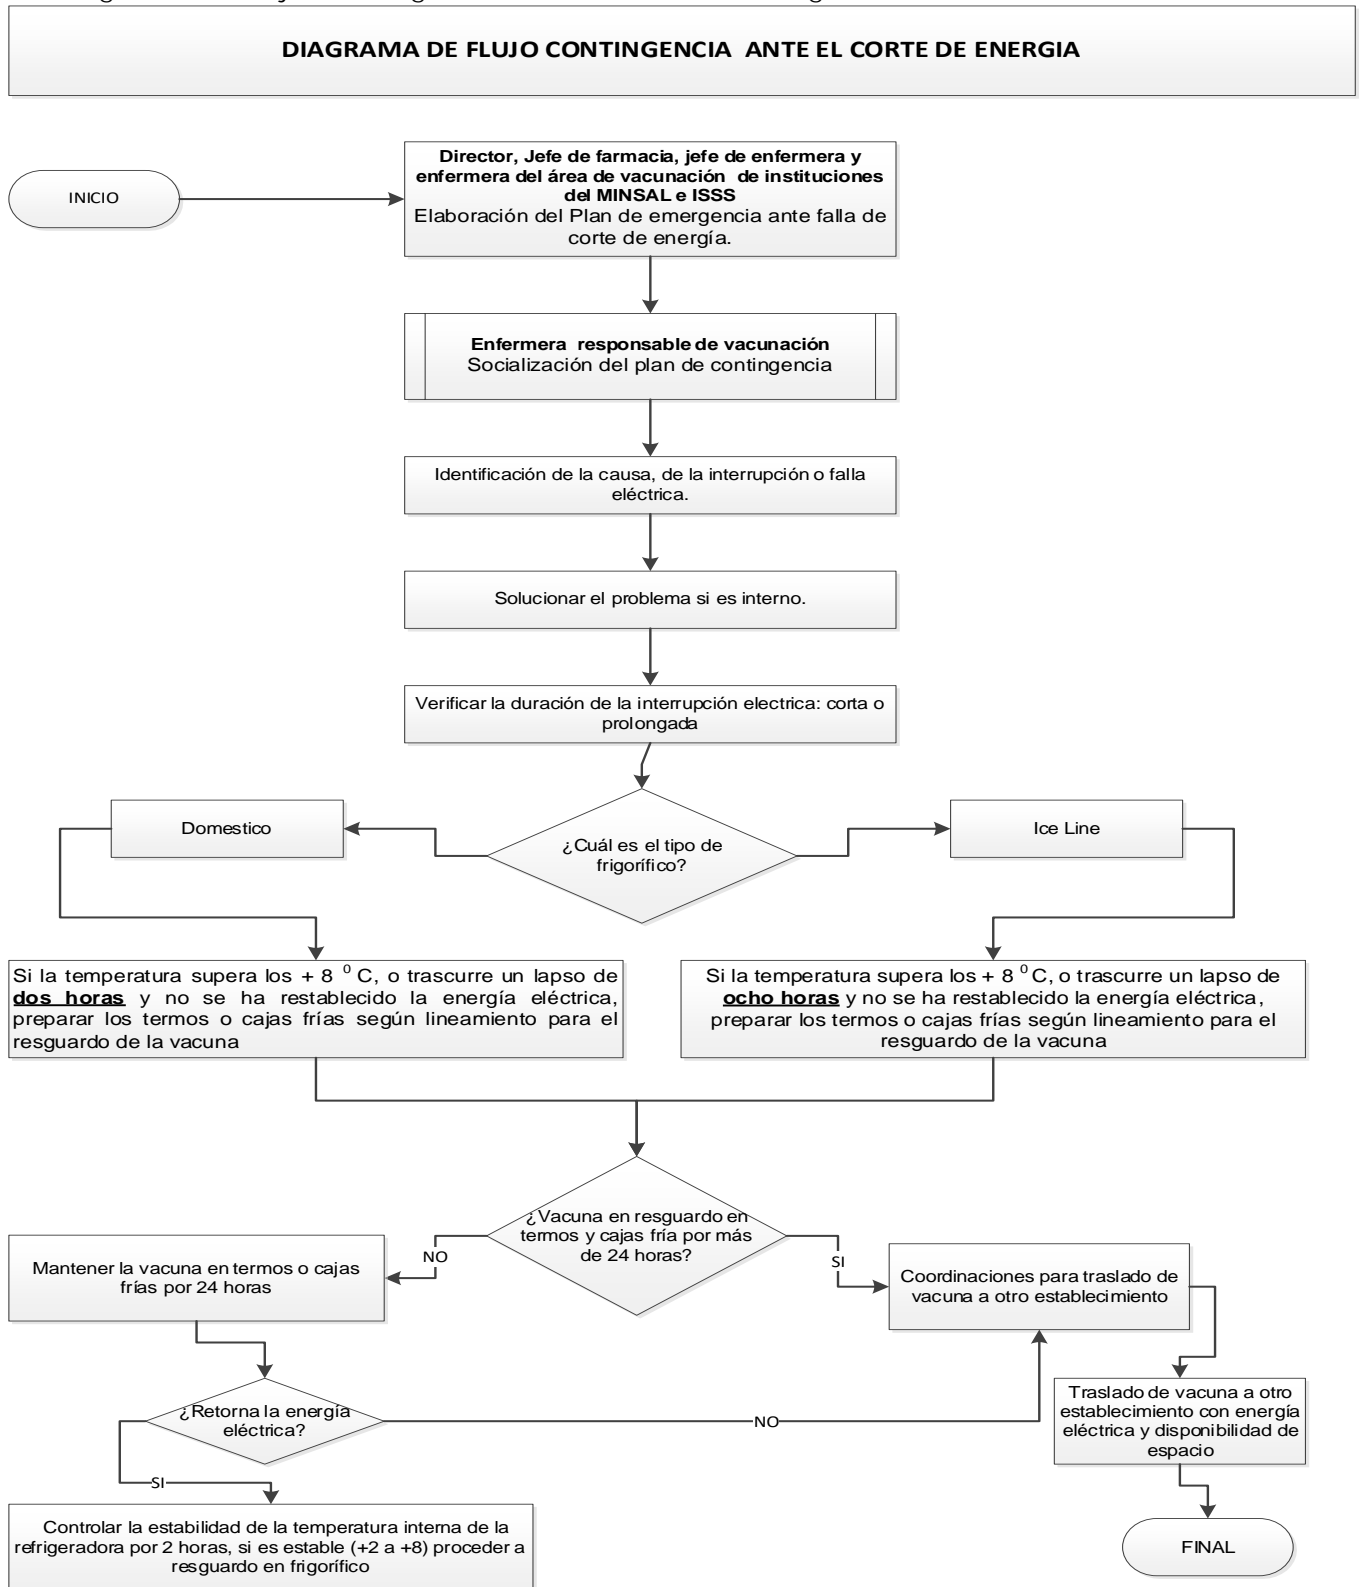 DIAGRAMA DE FLUJO CONTINGENCIA ANTE EL CORTE DE ENERGIA
INICIO
Director, Jefe de farmacia, jefe de enfermera y
enfermera del área de vacunación de instituciones
del MINSAL e ISSS
Elaboración del Plan de emergencia ante falla de
corte de energía.
Enfermera responsable de vacunación
Socialización del plan de contingencia
Identificación de la causa, de la interrupción o falla
eléctrica.
Solucionar el problema si es interno.
Verificar la duración de la interrupción electrica: corta o
prolongada
¿Cuál es el tipo de
frigorífico?
Domestico
Ice Line
Si la temperatura supera los + 8 ⁰ C, o trascurre un lapso de
dos horas y no se ha restablecido la energía eléctrica,
preparar los termos o cajas frías según lineamiento para el
resguardo de la vacuna
Si la temperatura supera los + 8 ⁰ C, o trascurre un lapso de
ocho horas y no se ha restablecido la energía eléctrica,
preparar los termos o cajas frías según lineamiento para el
resguardo de la vacuna
¿Vacuna en resguardo en
termos y cajas fría por más
de 24 horas?
NO
SI
Mantener la vacuna en termos o cajas
frías por 24 horas
Coordinaciones para traslado de
vacuna a otro establecimiento
¿Retorna la energía
eléctrica?
NO
SI
Traslado de vacuna a otro
establecimiento con energía
eléctrica y disponibilidad de
espacio
Controlar la estabilidad de la temperatura interna de la
refrigeradora por 2 horas, si es estable (+2 a +8) proceder a
resguardo en frigorífico
FINAL